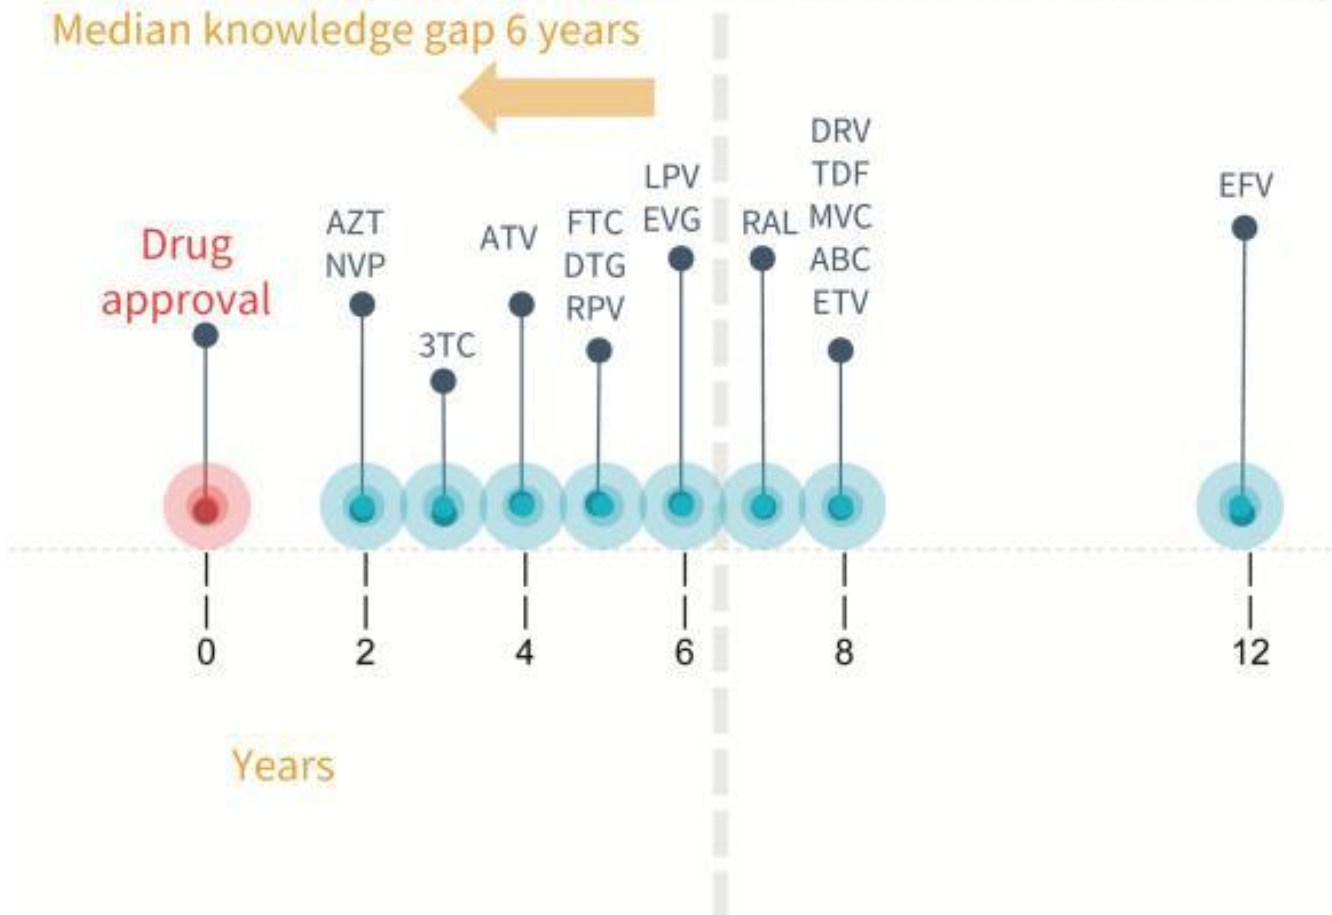 Median knowledge gap 6 years
Drug
approval
AZT
NVP
3TC
ATV
FTC
DTG
RPV
LPV
EVG
RAL
DRV
TDF
MVC
ABC
ETV
EFV
0
2
4
6
8
12
Years